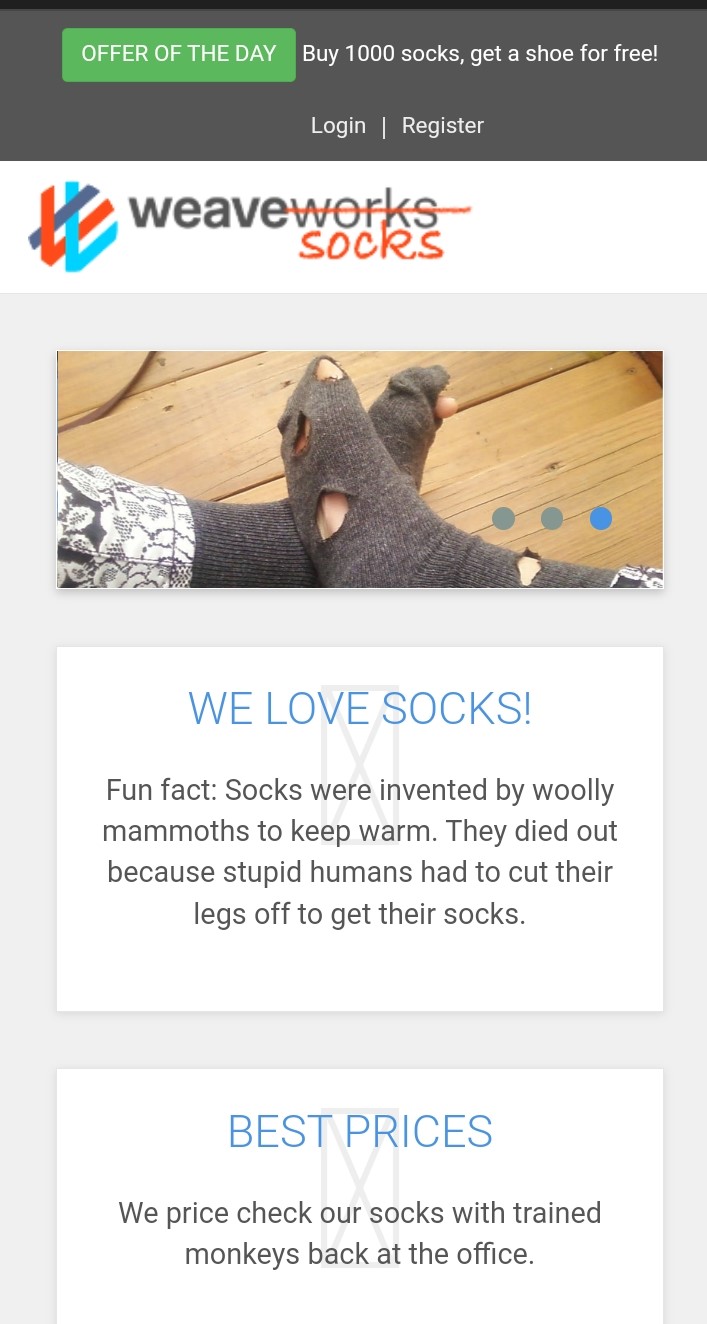 OFFER OF THE DAY Buy 1000 socks, get a shoe for free!
Login | Register
weaveworks
socks
WE LOVE SOCKS!
Fun fact: Socks were invented by woolly
mammoths to keep warm. They died out
because stupid humans had to cut their
legs off to get their socks.
BEST PRICES
We price check our socks with trained
monkeys back at the office.